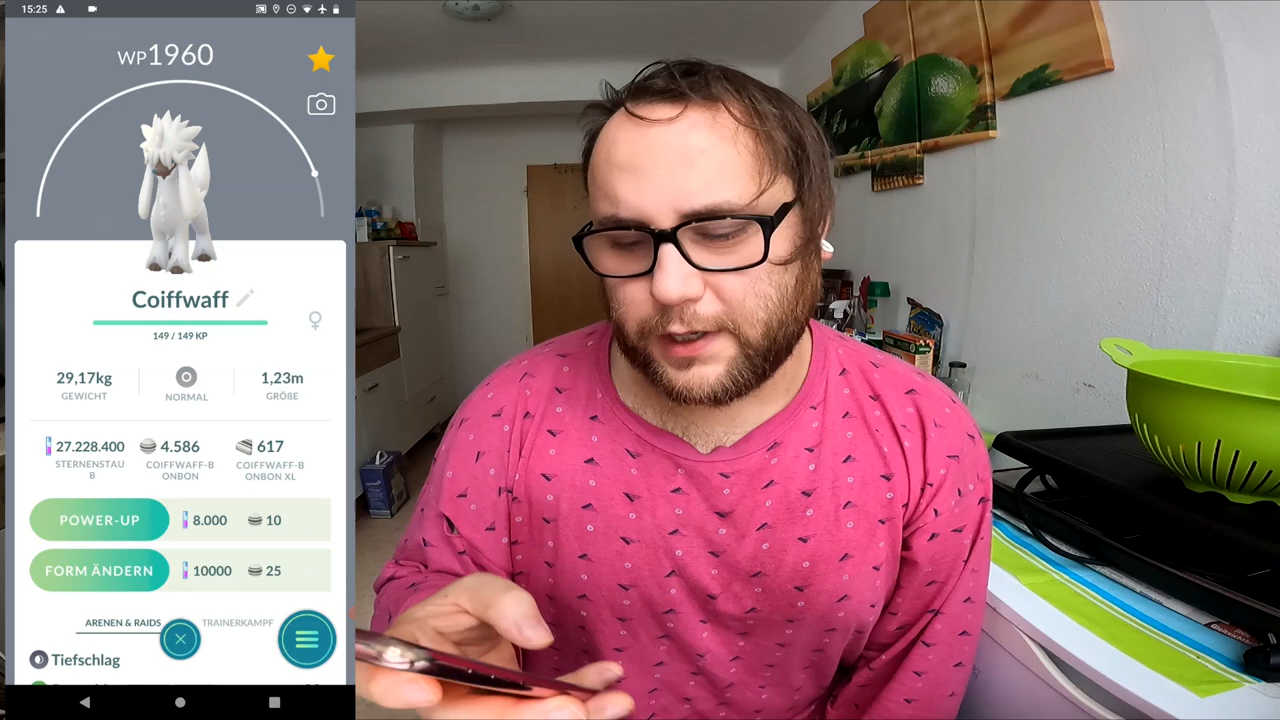 15:25
WP1960
Coiffwaff
149 / 149 KP
29,17kg
GEWICHT
NORMAL
1,23m
GRÖßE
27.228.400
STERNENSTAU
B
4.586
COIFFWAFF-B
ONBON
617
COIFFWAFF-B
ONBON XL
POWER-UP
8.000
10
FORM ÄNDERN
10000
25
ARENEN & RAIDS
TRAINERKAMPF
Tiefschlag